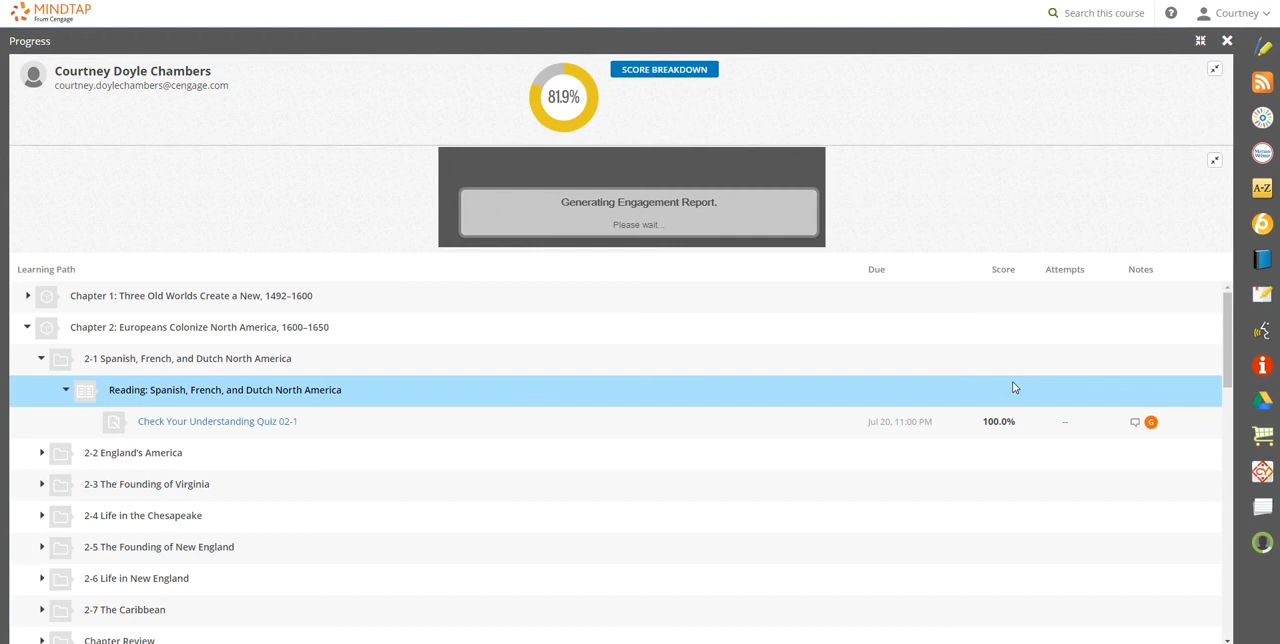 MINDTAP
From Cengage
Search this course
?
Courtney
Progress
Courtney Doyle Chambers
courtney.doylechambers@cengage.com
81.9%
SCORE BREAKDOWN
Generating Engagement Report.
Please wait...
Learning Path Due Score Attempts Notes
Chapter 1: Three Old Worlds Create a New, 1492–1600
Chapter 2: Europeans Colonize North America, 1600–1650
2-1 Spanish, French, and Dutch North America
Reading: Spanish, French, and Dutch North America
Check Your Understanding Quiz 02-1 Jul 20, 11:00 PM 100.0% -- G
2-2 England's America
2-3 The Founding of Virginia
2-4 Life in the Chesapeake
2-5 The Founding of New England
2-6 Life in New England
2-7 The Caribbean
Chapter Review
A-Z